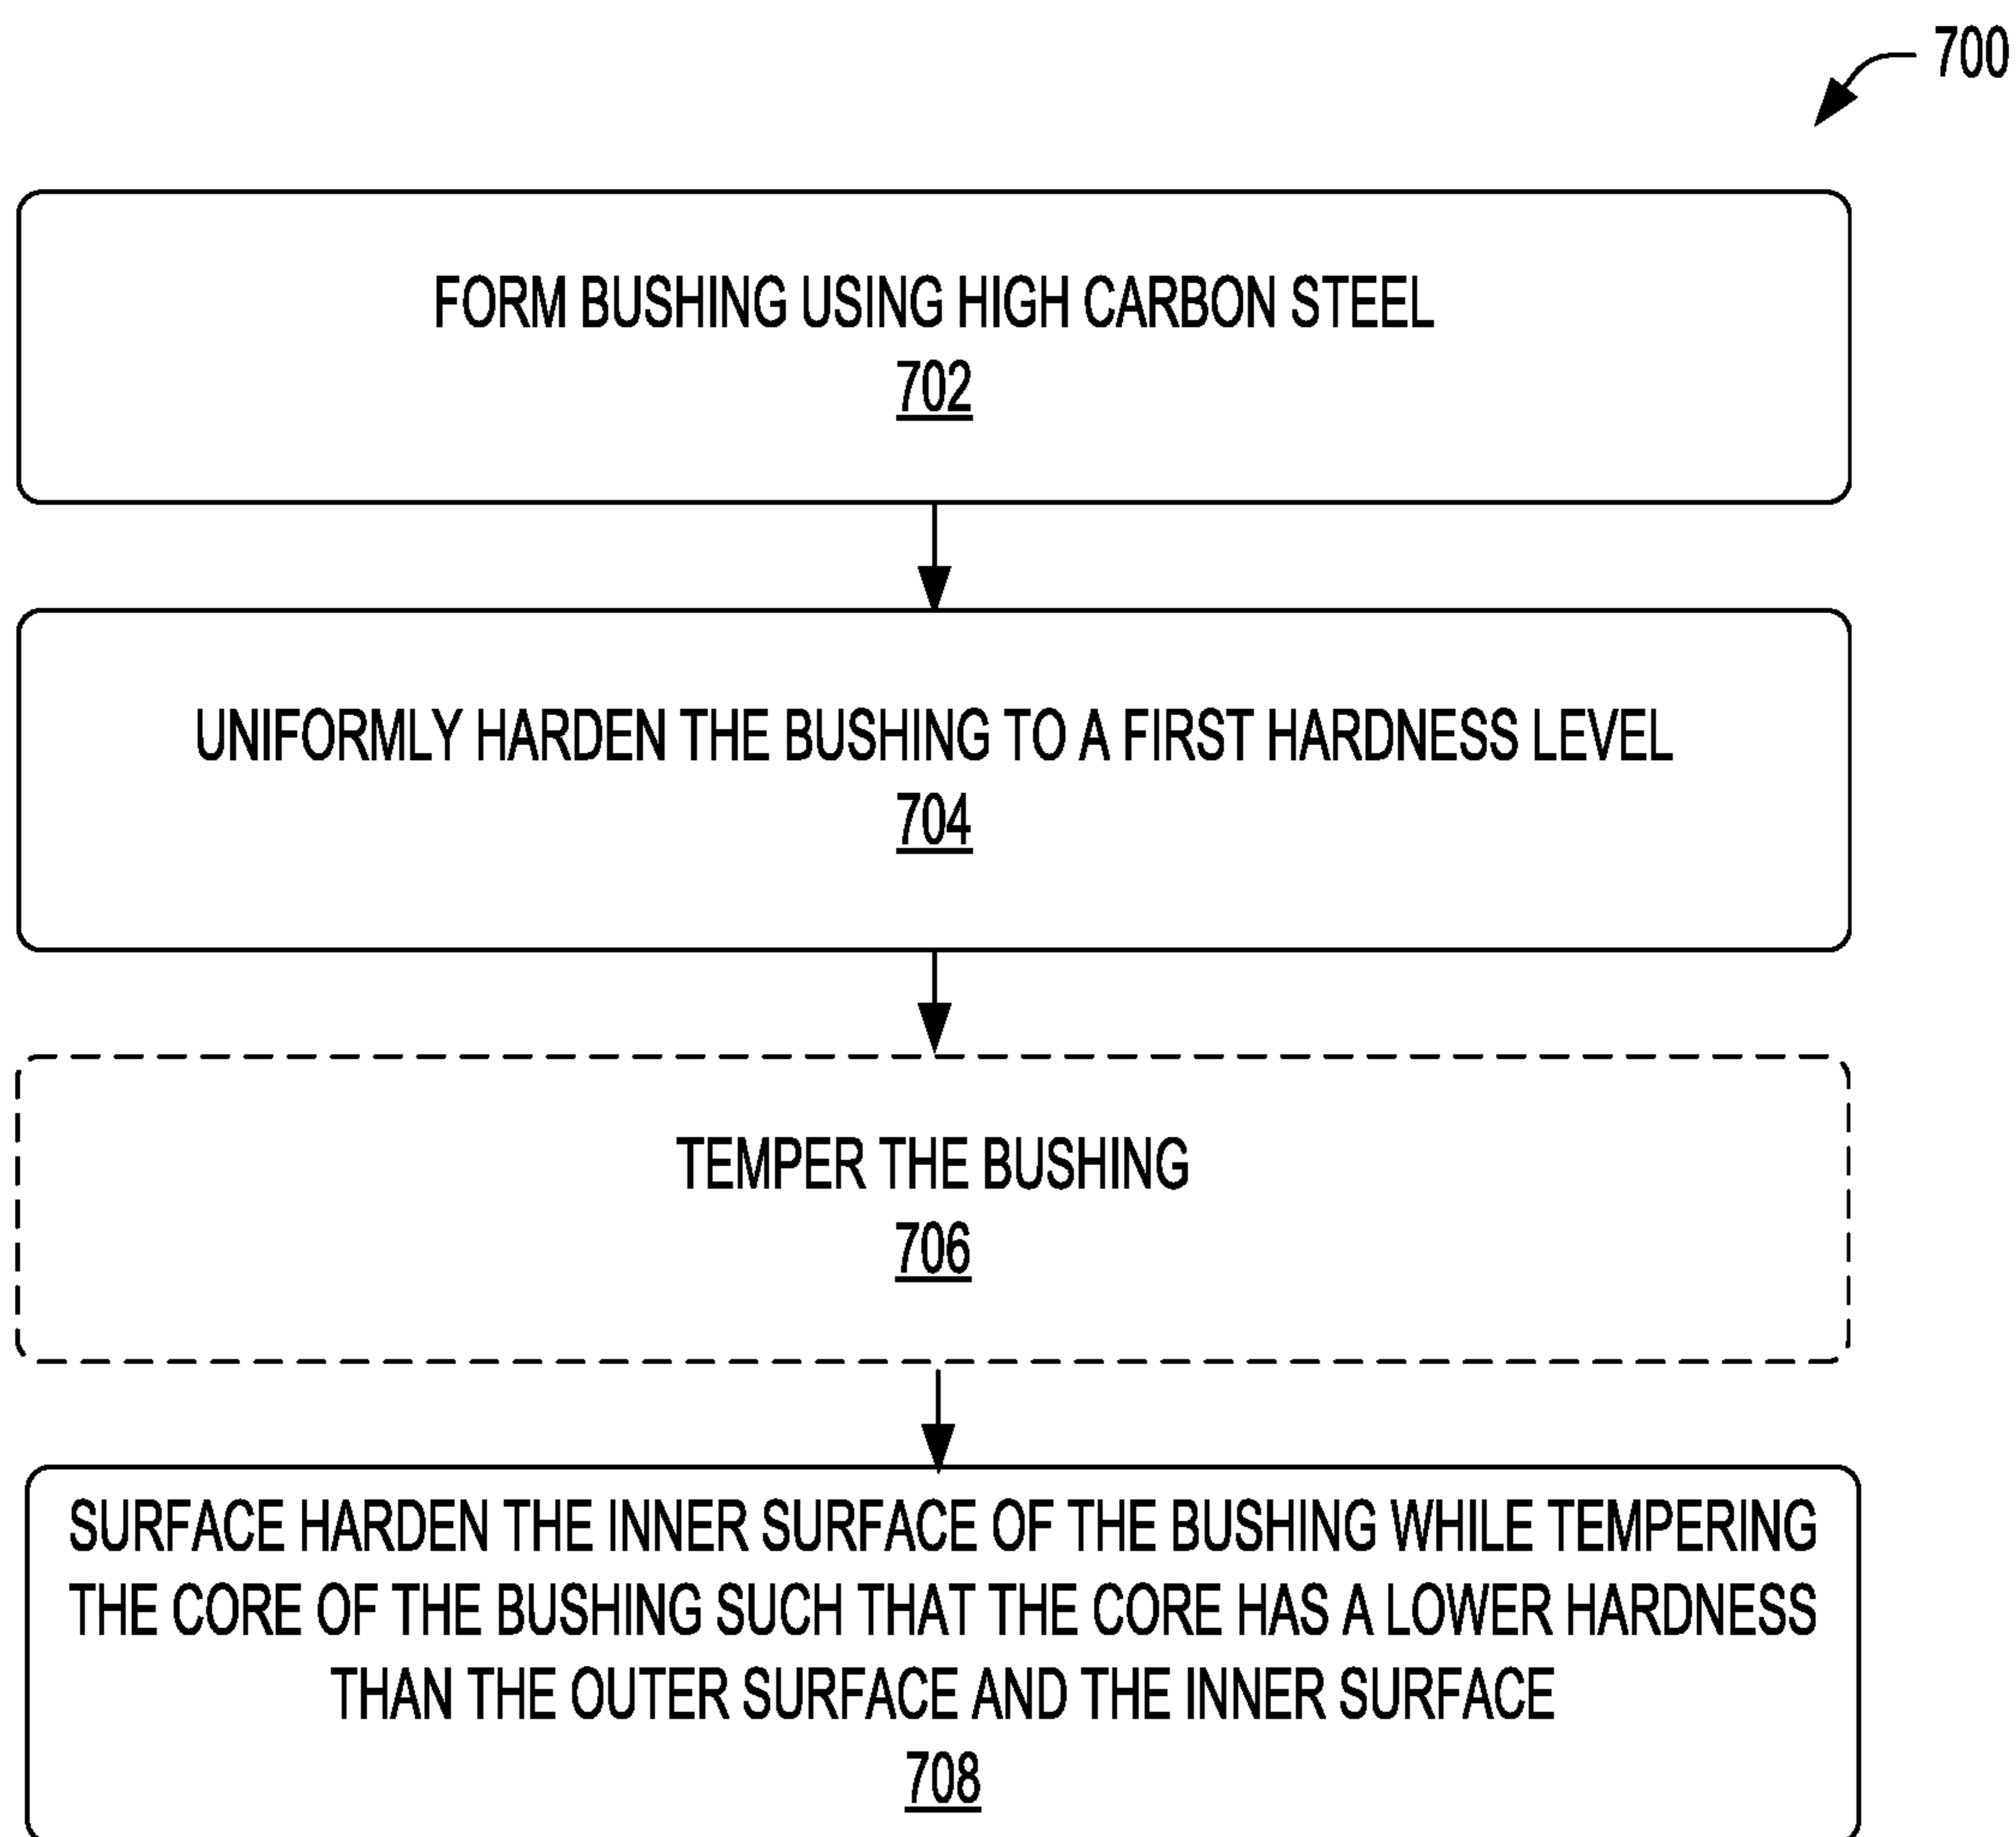 700
FORM BUSHING USING HIGH CARBON STEEL
702
UNIFORMLY HARDEN THE BUSHING TO A FIRST HARDNESS LEVEL
704
TEMPER THE BUSHING
706
SURFACE HARDEN THE INNER SURFACE OF THE BUSHING WHILE TEMPERING
THE CORE OF THE BUSHING SUCH THAT THE CORE HAS A LOWER HARDNESS
THAN THE OUTER SURFACE AND THE INNER SURFACE
708